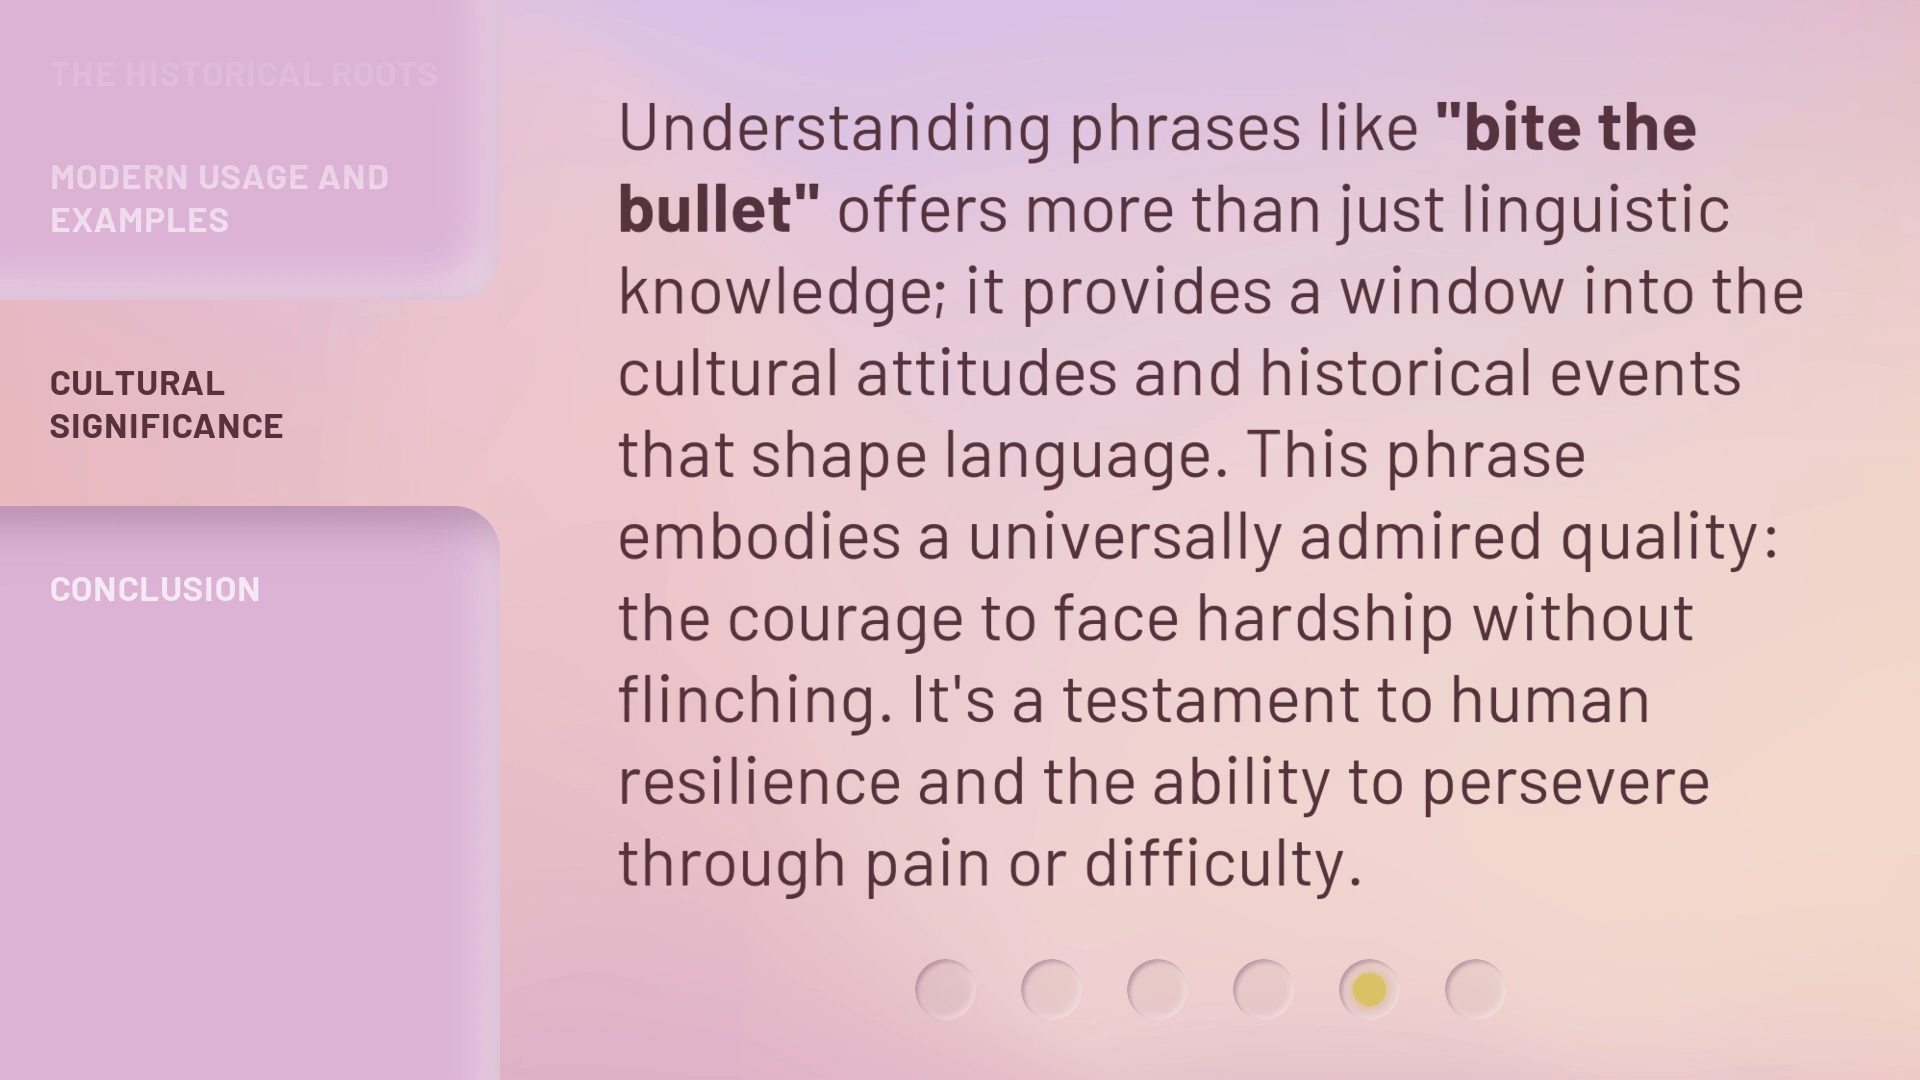 THE HISTORICAL ROOTS
MODERN USAGE AND
EXAMPLES
CULTURAL
SIGNIFICANCE
CONCLUSION
Understanding phrases like "bite the
bullet" offers more than just linguistic
knowledge; it provides a window into the
cultural attitudes and historical events
that shape language. This phrase
embodies a universally admired quality:
the courage to face hardship without
flinching. It's a testament to human
resilience and the ability to persevere
through pain or difficulty.